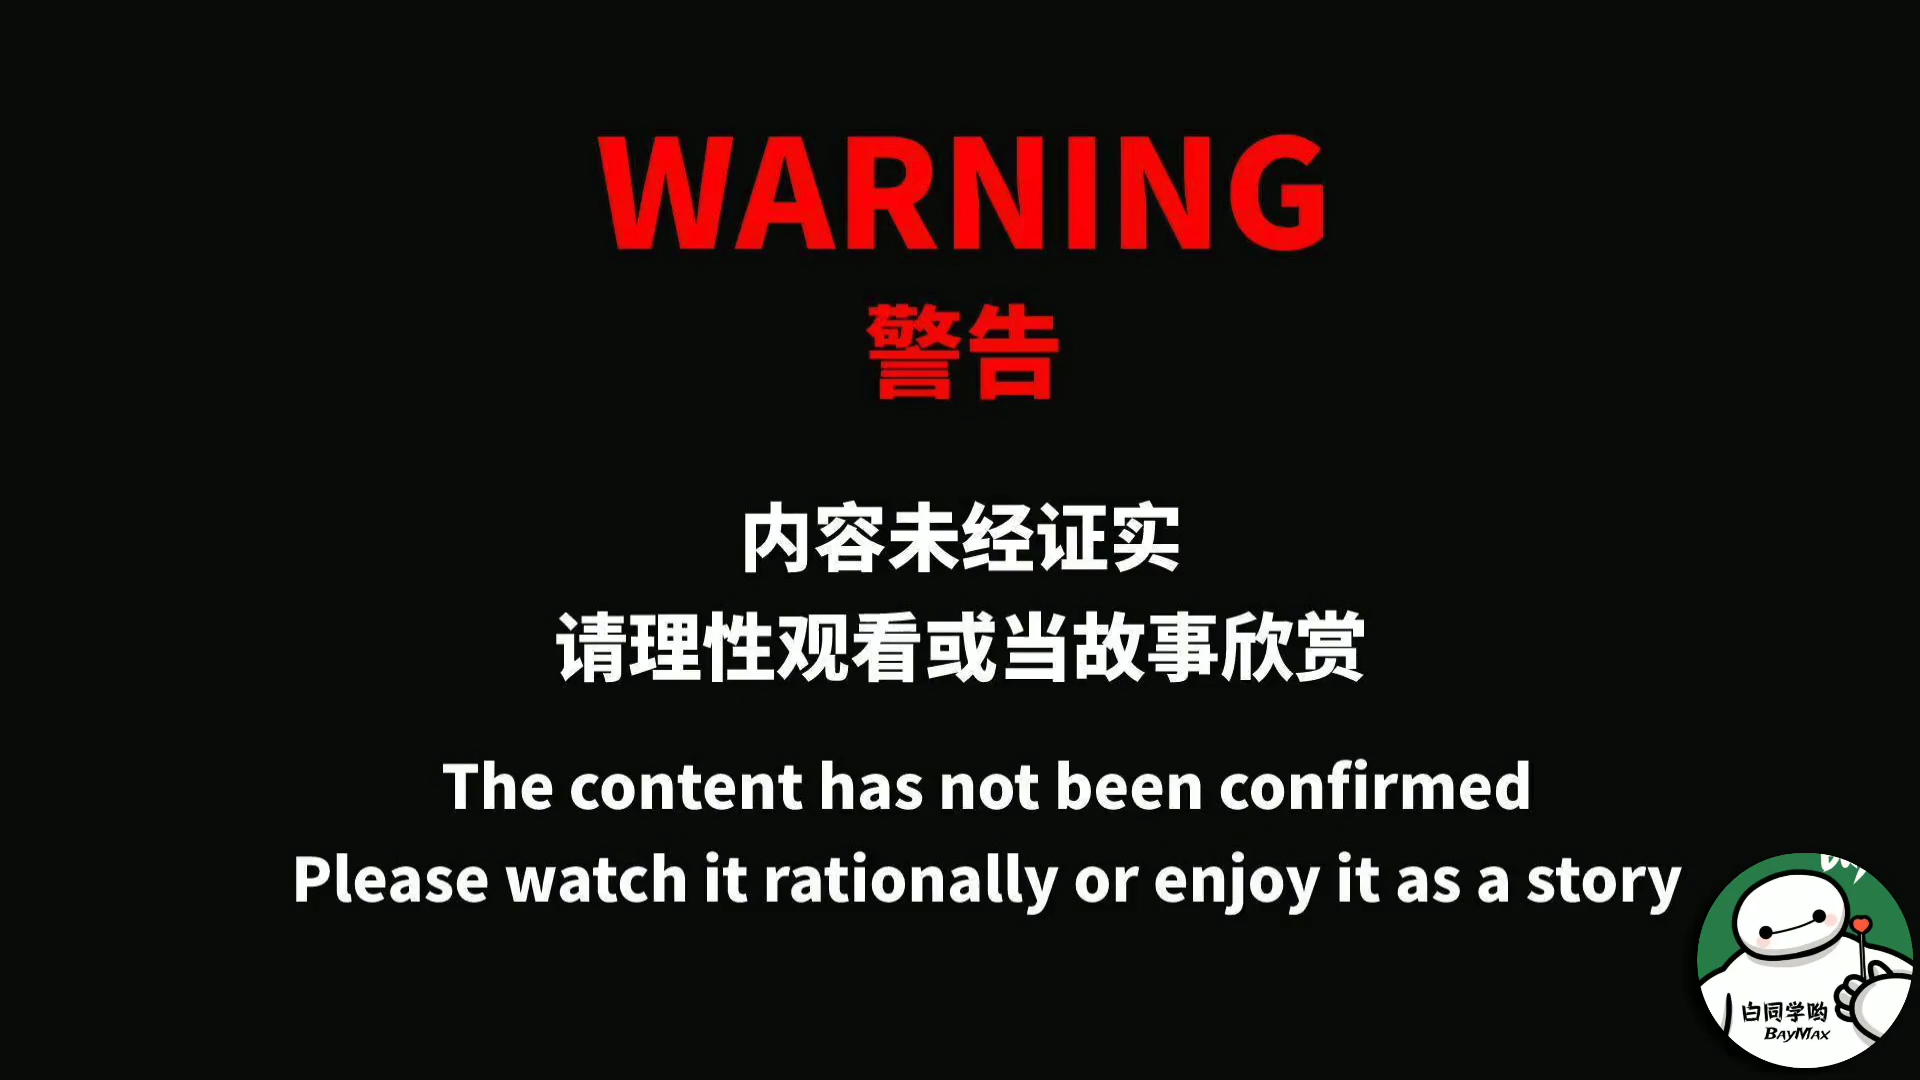 WARNING
警告
内容未经证实
请理性观看或当故事欣赏
The content has not been confirmed
Please watch it rationally or enjoy it as a story
白同学哟
BAYMAX